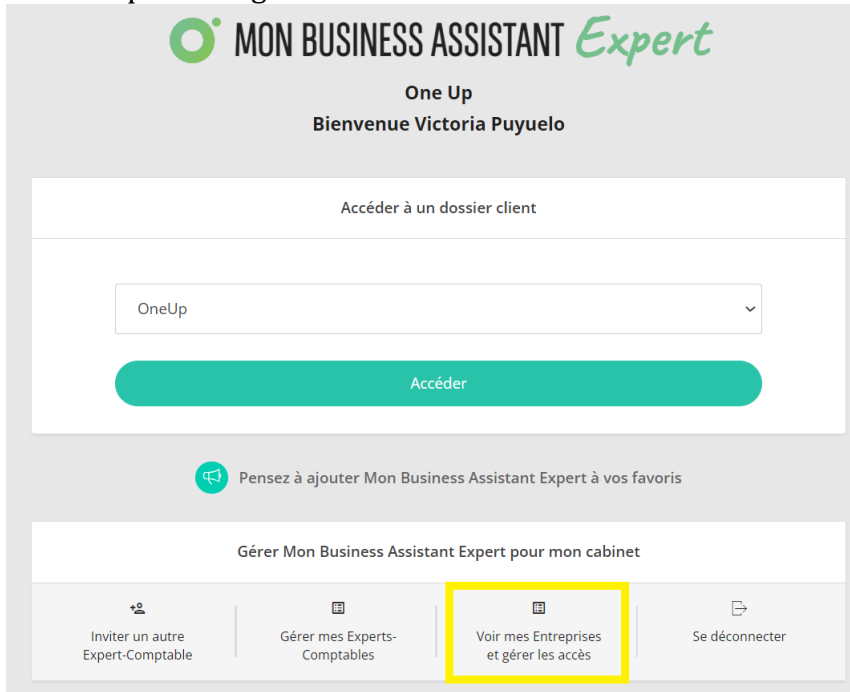 MON BUSINESS ASSISTANT Expert
One Up
Bienvenue Victoria Puyuelo
Accéder à un dossier client
OneUp
Accéder
Pensez à ajouter Mon Business Assistant Expert à vos favoris
Gérer Mon Business Assistant Expert pour mon cabinet
Inviter un autre
Expert-Comptable
Gérer mes Experts-
Comptables
Voir mes Entreprises
et gérer les accès
Se déconnecter